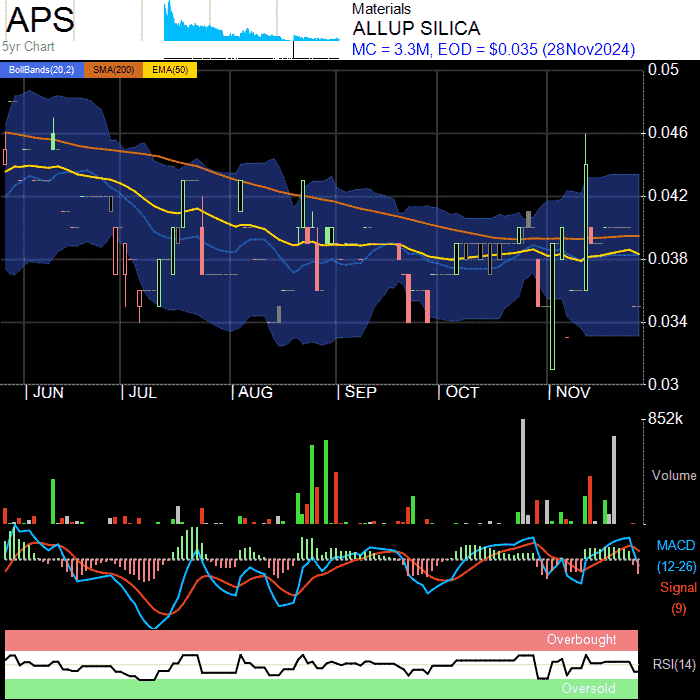 APS
5yr Chart
Materials
ALLUP SILICA
MC = 3.3M, EOD = $0.035 (28Nov2024)
BollBands(20,2) SMA(200) EMA(50)
0.05
0.046
0.042
0.038
0.034
0.03
JUN JUL AUG SEP OCT NOV
852k
Volume
MACD
(12-26)
Signal
(9)
Overbought
RSI(14)
Oversold